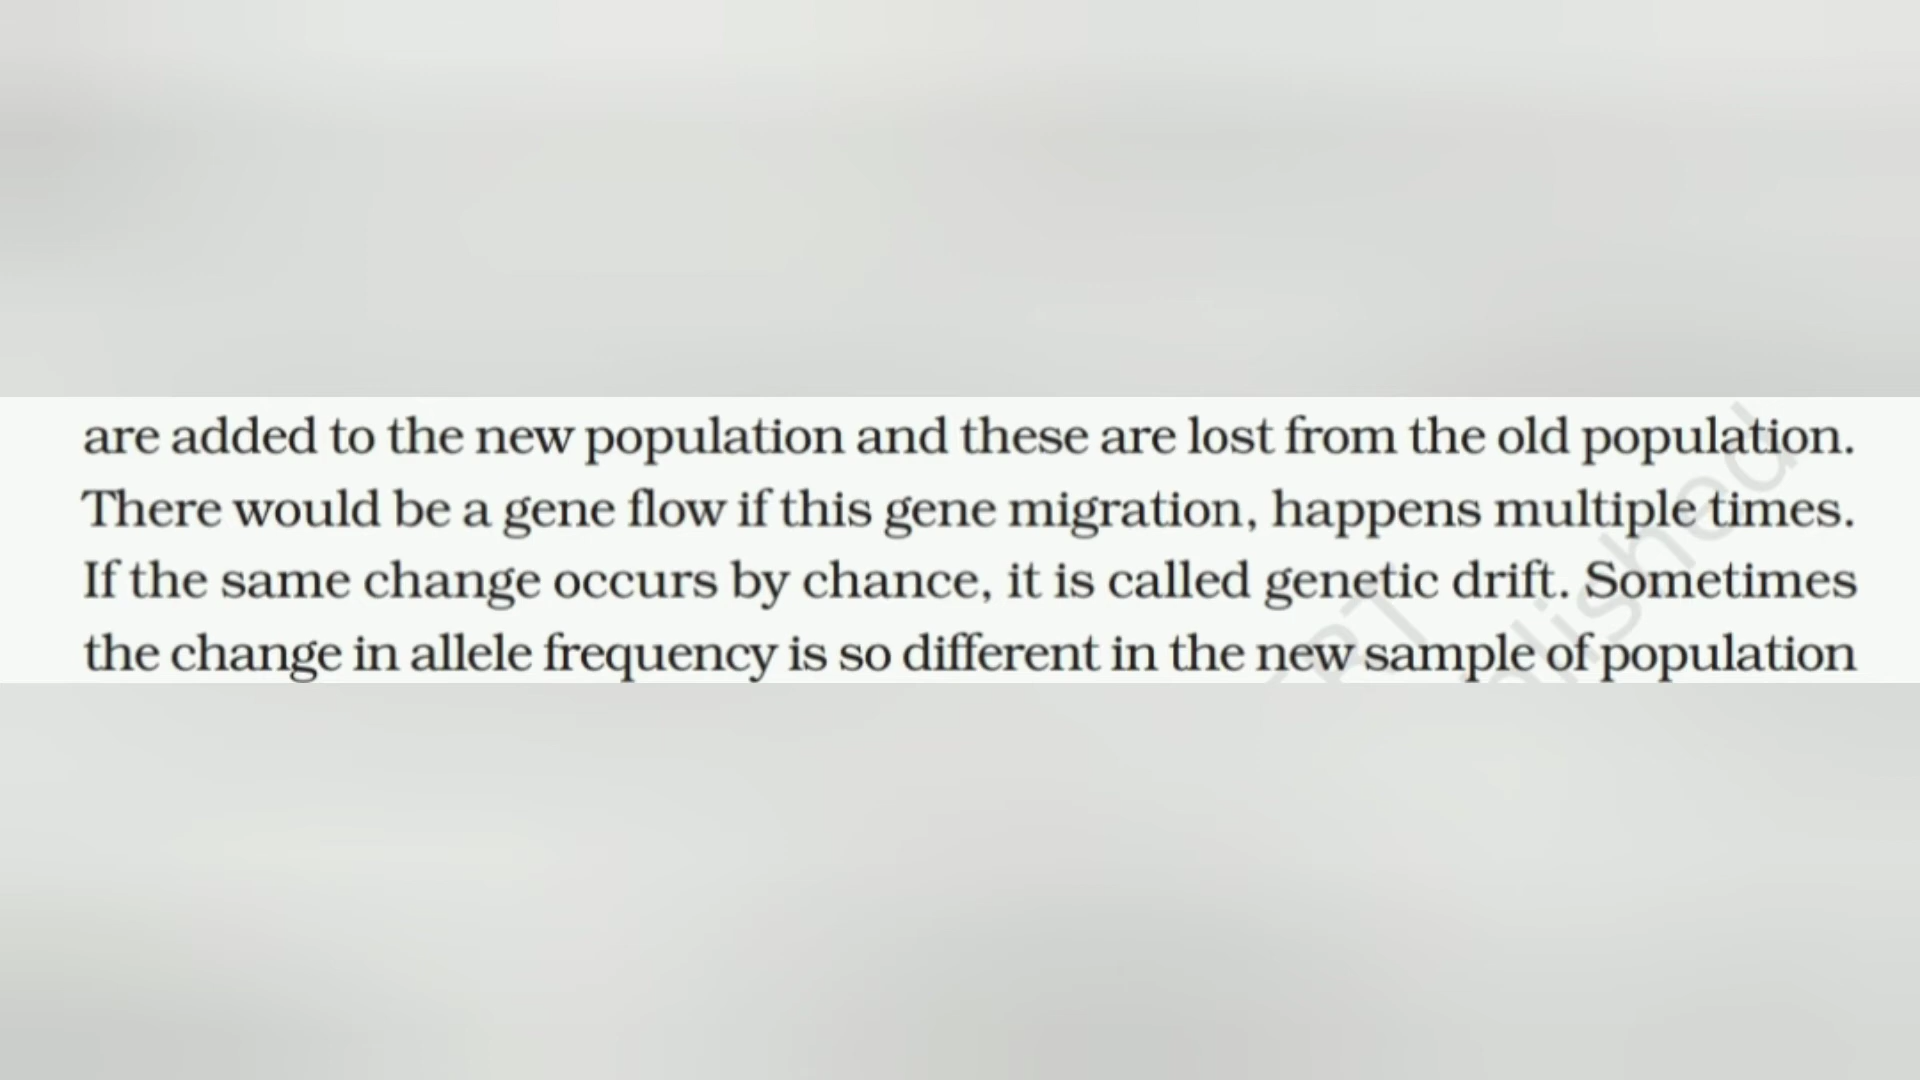 are added to the new population and these are lost from the old population.
There would be a gene flow if this gene migration, happens multiple times.
If the same change occurs by chance, it is called genetic drift. Sometimes
the change in allele frequency is so different in the new sample of population